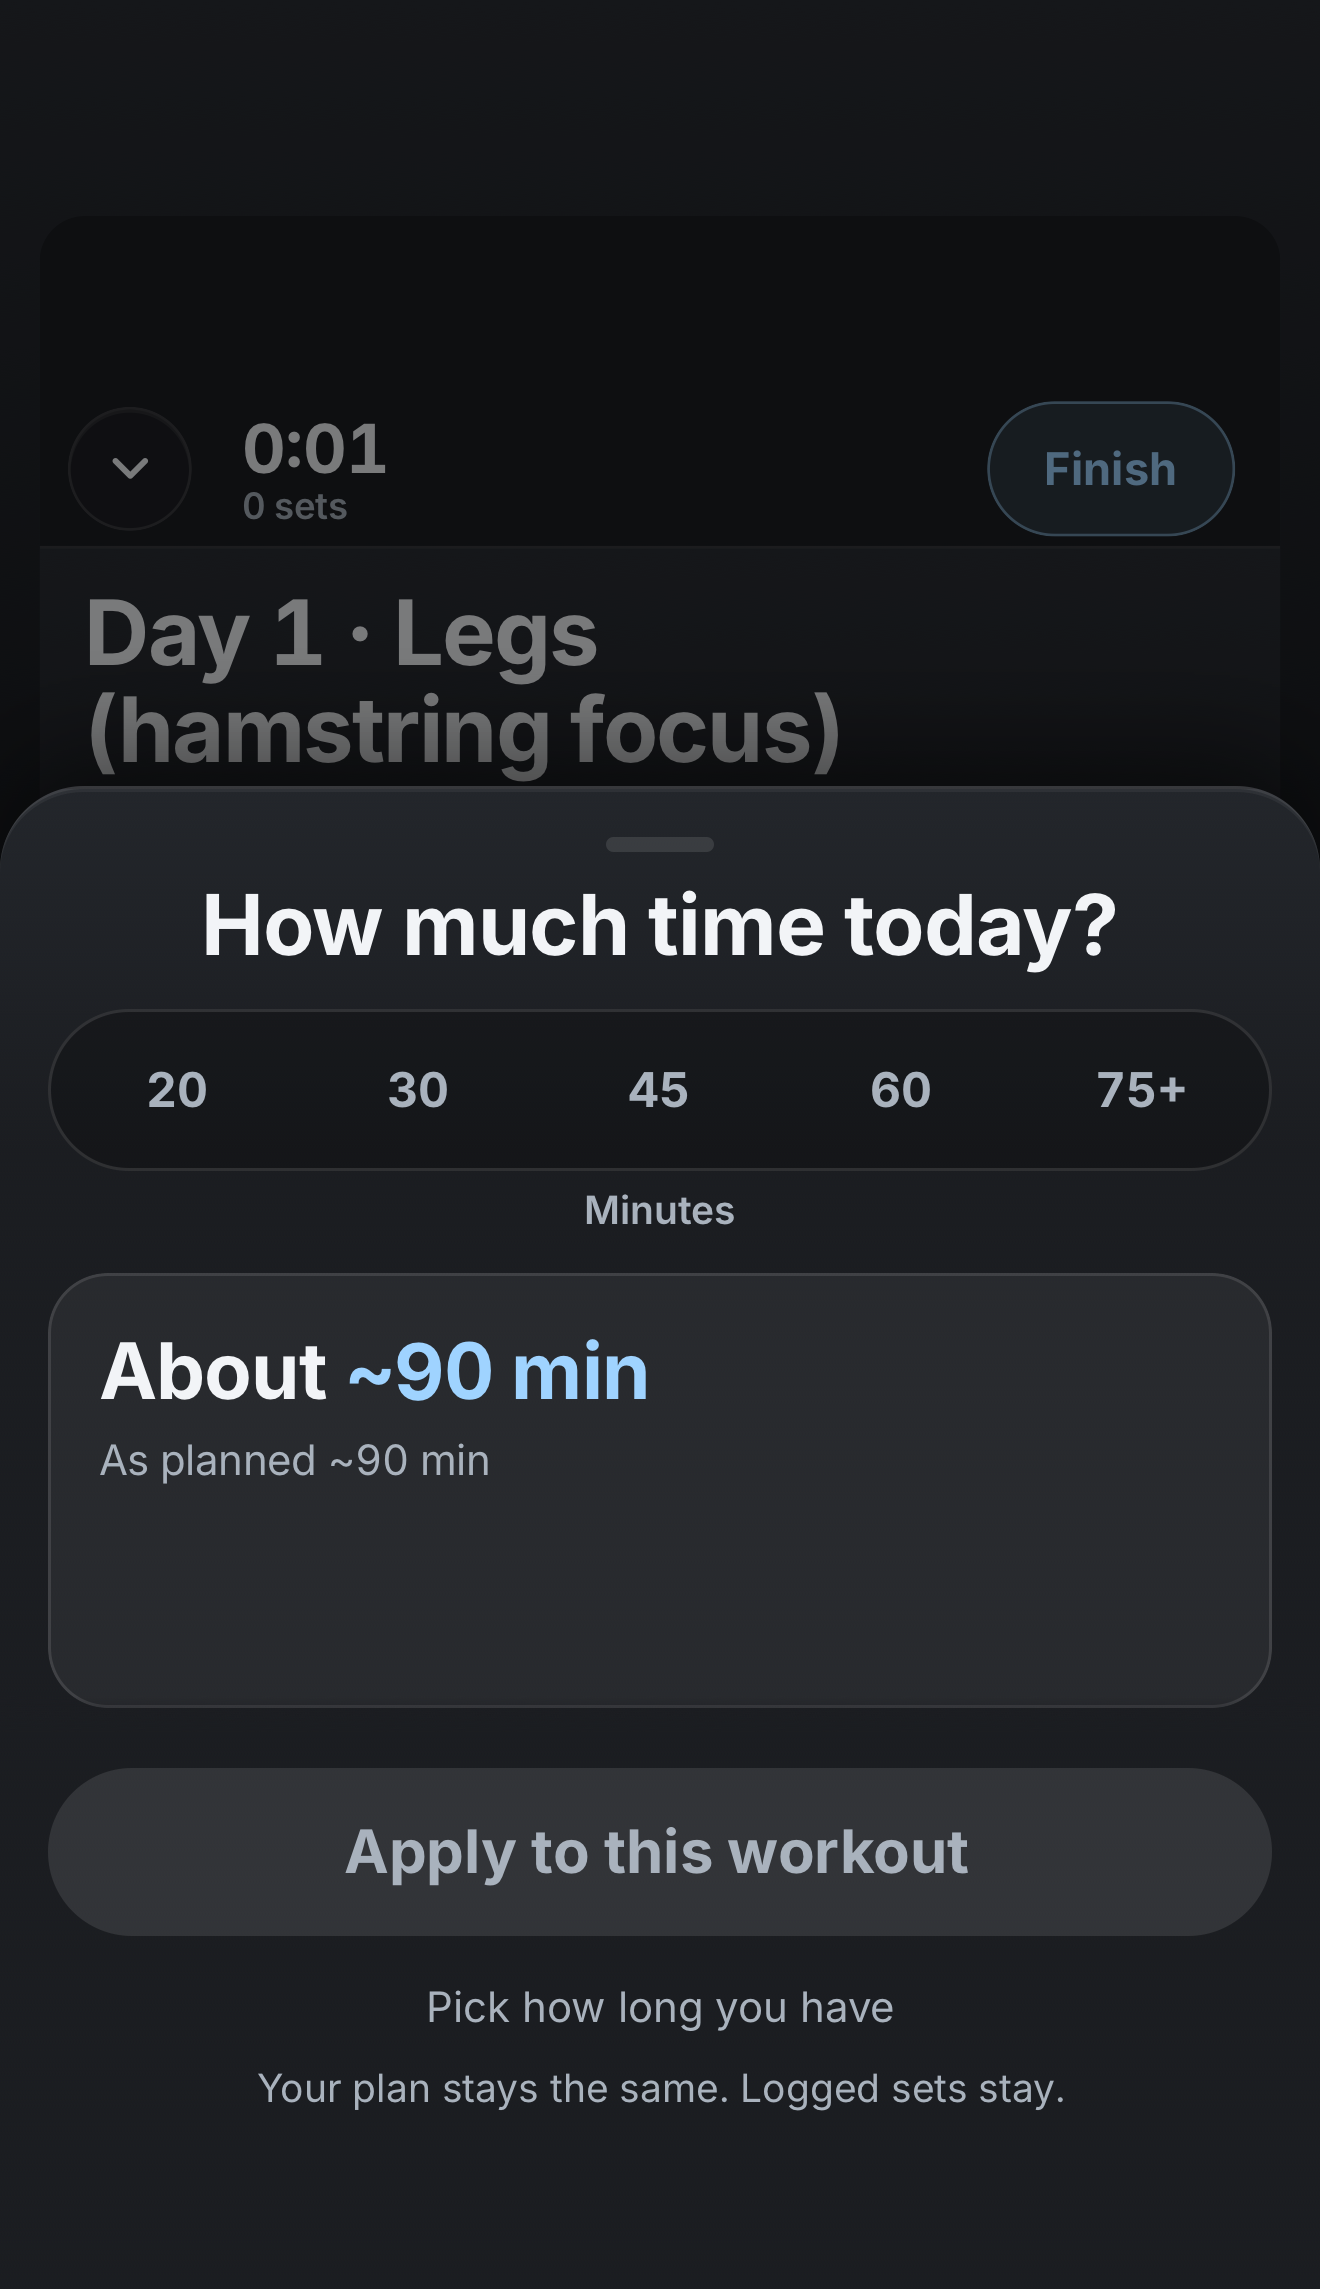 0:01
0 sets
Finish
Day 1 · Legs
(hamstring focus)
How much time today?
20 30 45 60 75+
Minutes
About ~90 min
As planned ~90 min
Apply to this workout
Pick how long you have
Your plan stays the same. Logged sets stay.